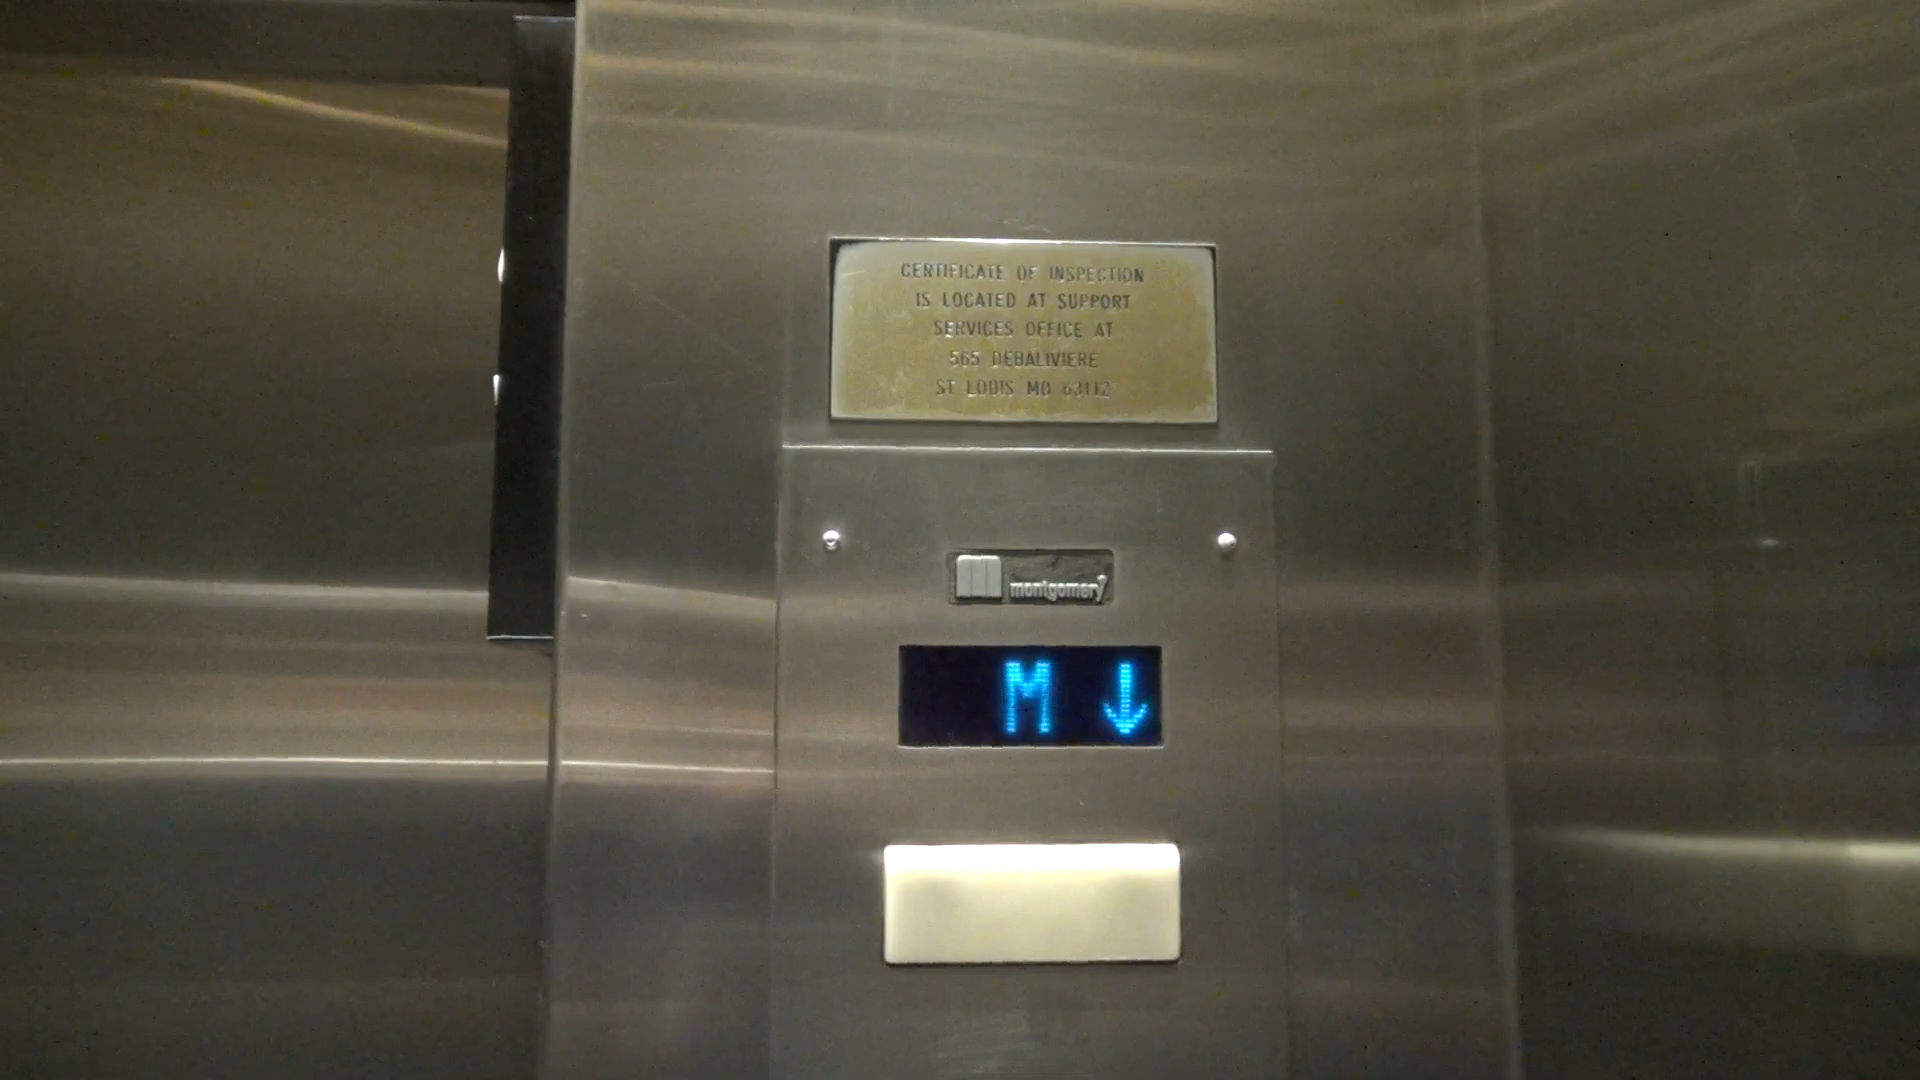 CERTIFICATE OF INSPECTION
IS LOCATED AT SUPPORT
SERVICES OFFICE AT
565 DEBALIVIERE
ST LOUIS MO 63112
montgomery
M ↓